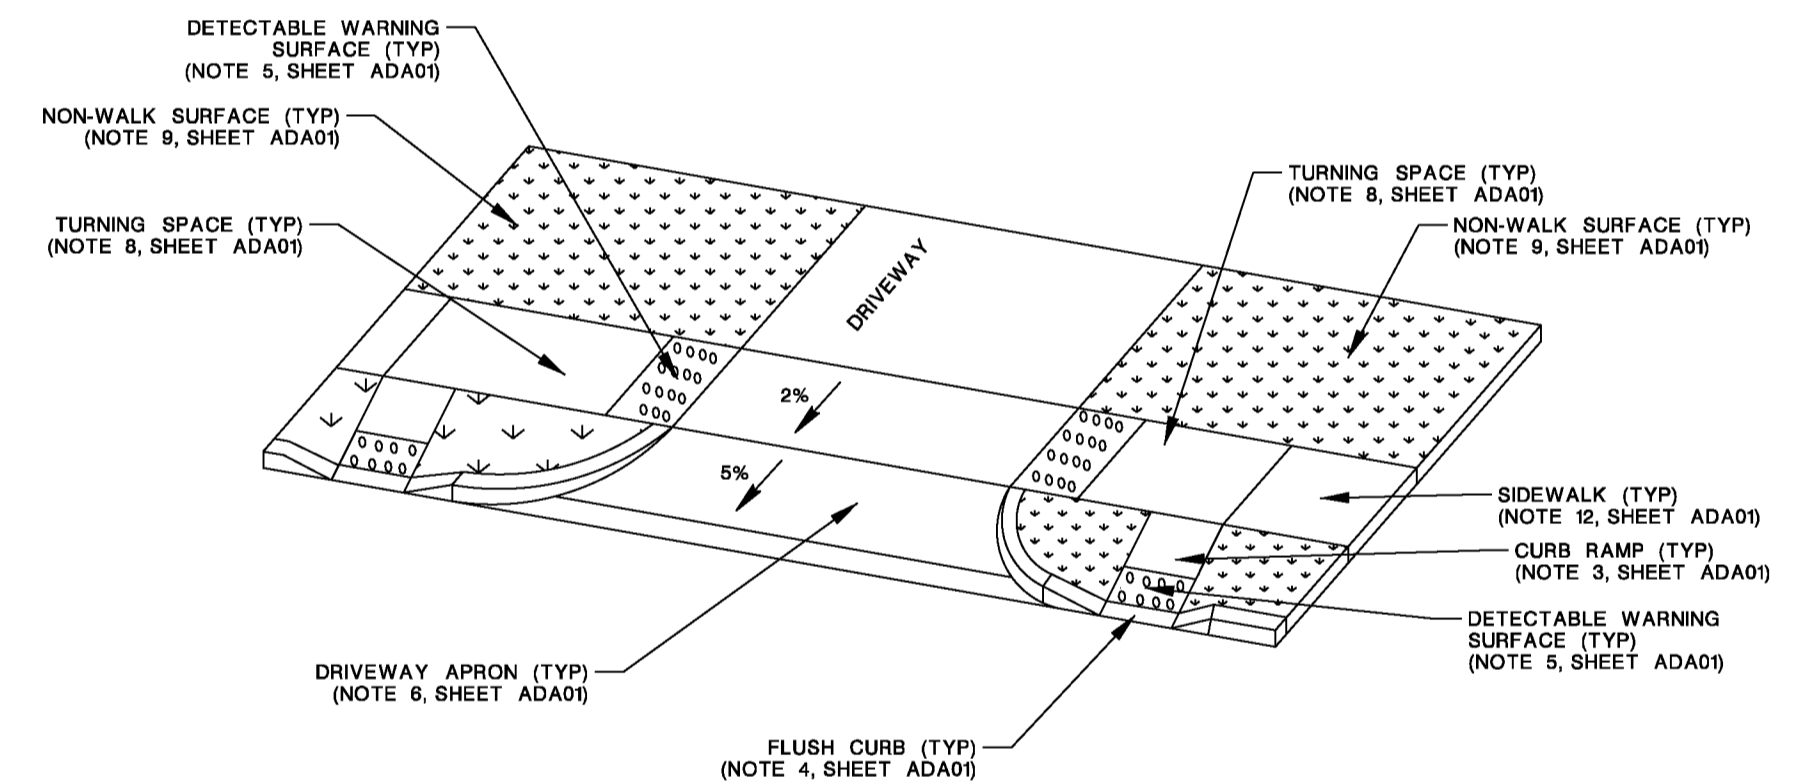 DETECTABLE WARNING
SURFACE (TYP)
(NOTE 5, SHEET ADA01)
NON-WALK SURFACE (TYP)
(NOTE 9, SHEET ADA01)
TURNING SPACE (TYP)
(NOTE 8, SHEET ADA01)
TURNING SPACE (TYP)
(NOTE 8, SHEET ADA01)
NON-WALK SURFACE (TYP)
(NOTE 9, SHEET ADA01)
DRIVEWAY
2%
5%
SIDEWALK (TYP)
(NOTE 12, SHEET ADA01)
CURB RAMP (TYP)
(NOTE 3, SHEET ADA01)
DETECTABLE WARNING
SURFACE (TYP)
(NOTE 5, SHEET ADA01)
DRIVEWAY APRON (TYP)
(NOTE 6, SHEET ADA01)
FLUSH CURB (TYP)
(NOTE 4, SHEET ADA01)